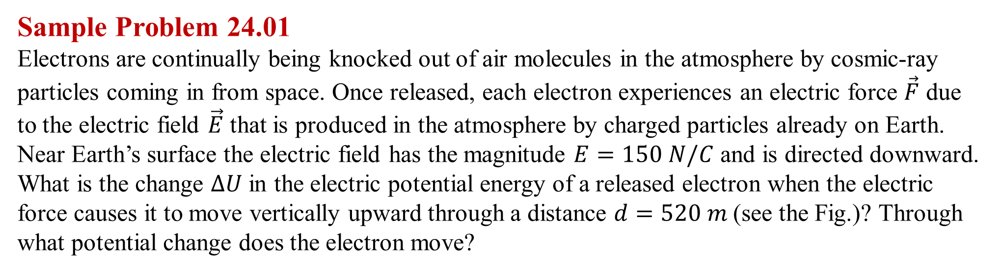 Sample Problem 24.01
Electrons are continually being knocked out of air molecules in the atmosphere by cosmic-ray
particles coming in from space. Once released, each electron experiences an electric force \vec{F} due
to the electric field \vec{E} that is produced in the atmosphere by charged particles already on Earth.
Near Earth’s surface the electric field has the magnitude E = 150 N/C and is directed downward.
What is the change ΔU in the electric potential energy of a released electron when the electric
force causes it to move vertically upward through a distance d = 520 m (see the Fig.)? Through
what potential change does the electron move?